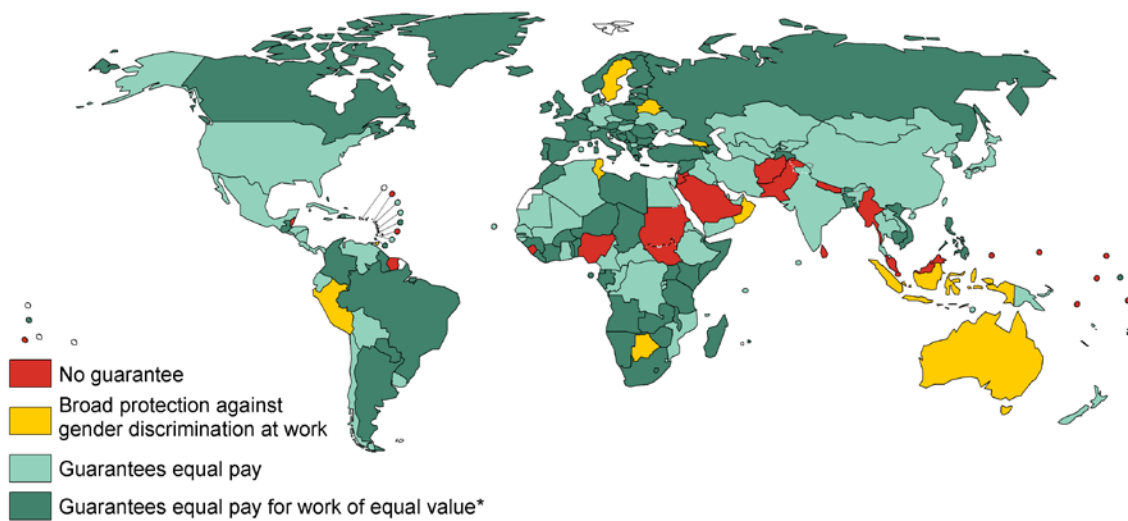 No guarantee
Broad protection against
gender discrimination at work
Guarantees equal pay
Guarantees equal pay for work of equal value*